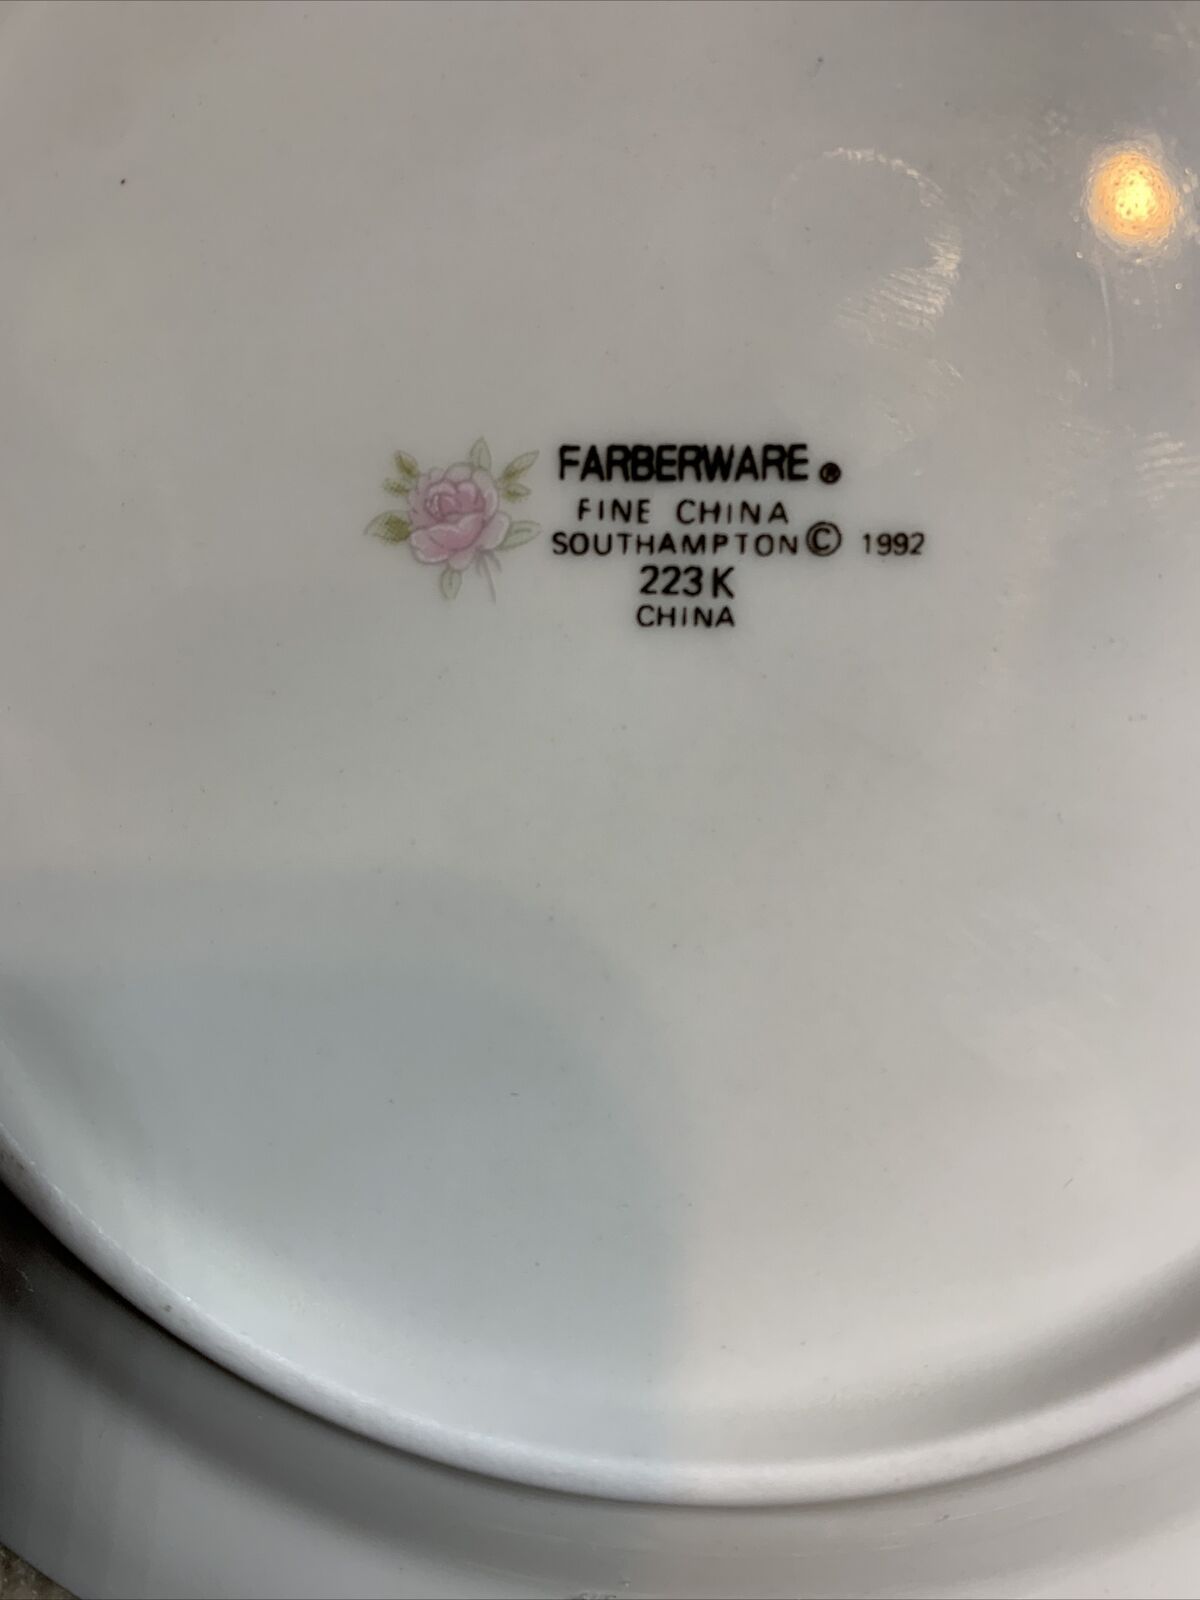 FARBERWARE®
FINE CHINA
SOUTHAMPTON © 1992
223K
CHINA